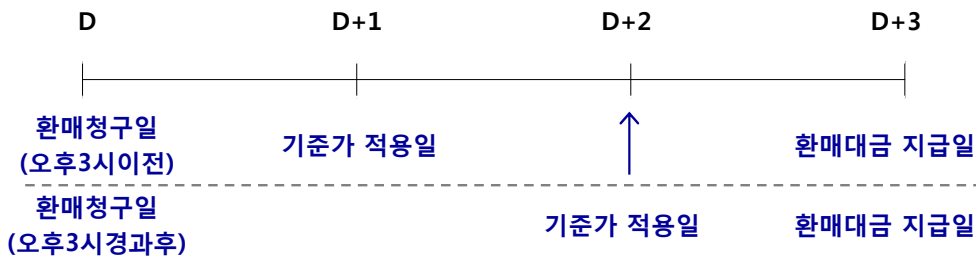 D D+1 D+2 D+3
환매청구일
(오후3시이전)
기준가 적용일
환매대금 지급일
환매청구일
(오후3시경과후)
기준가 적용일
환매대금 지급일